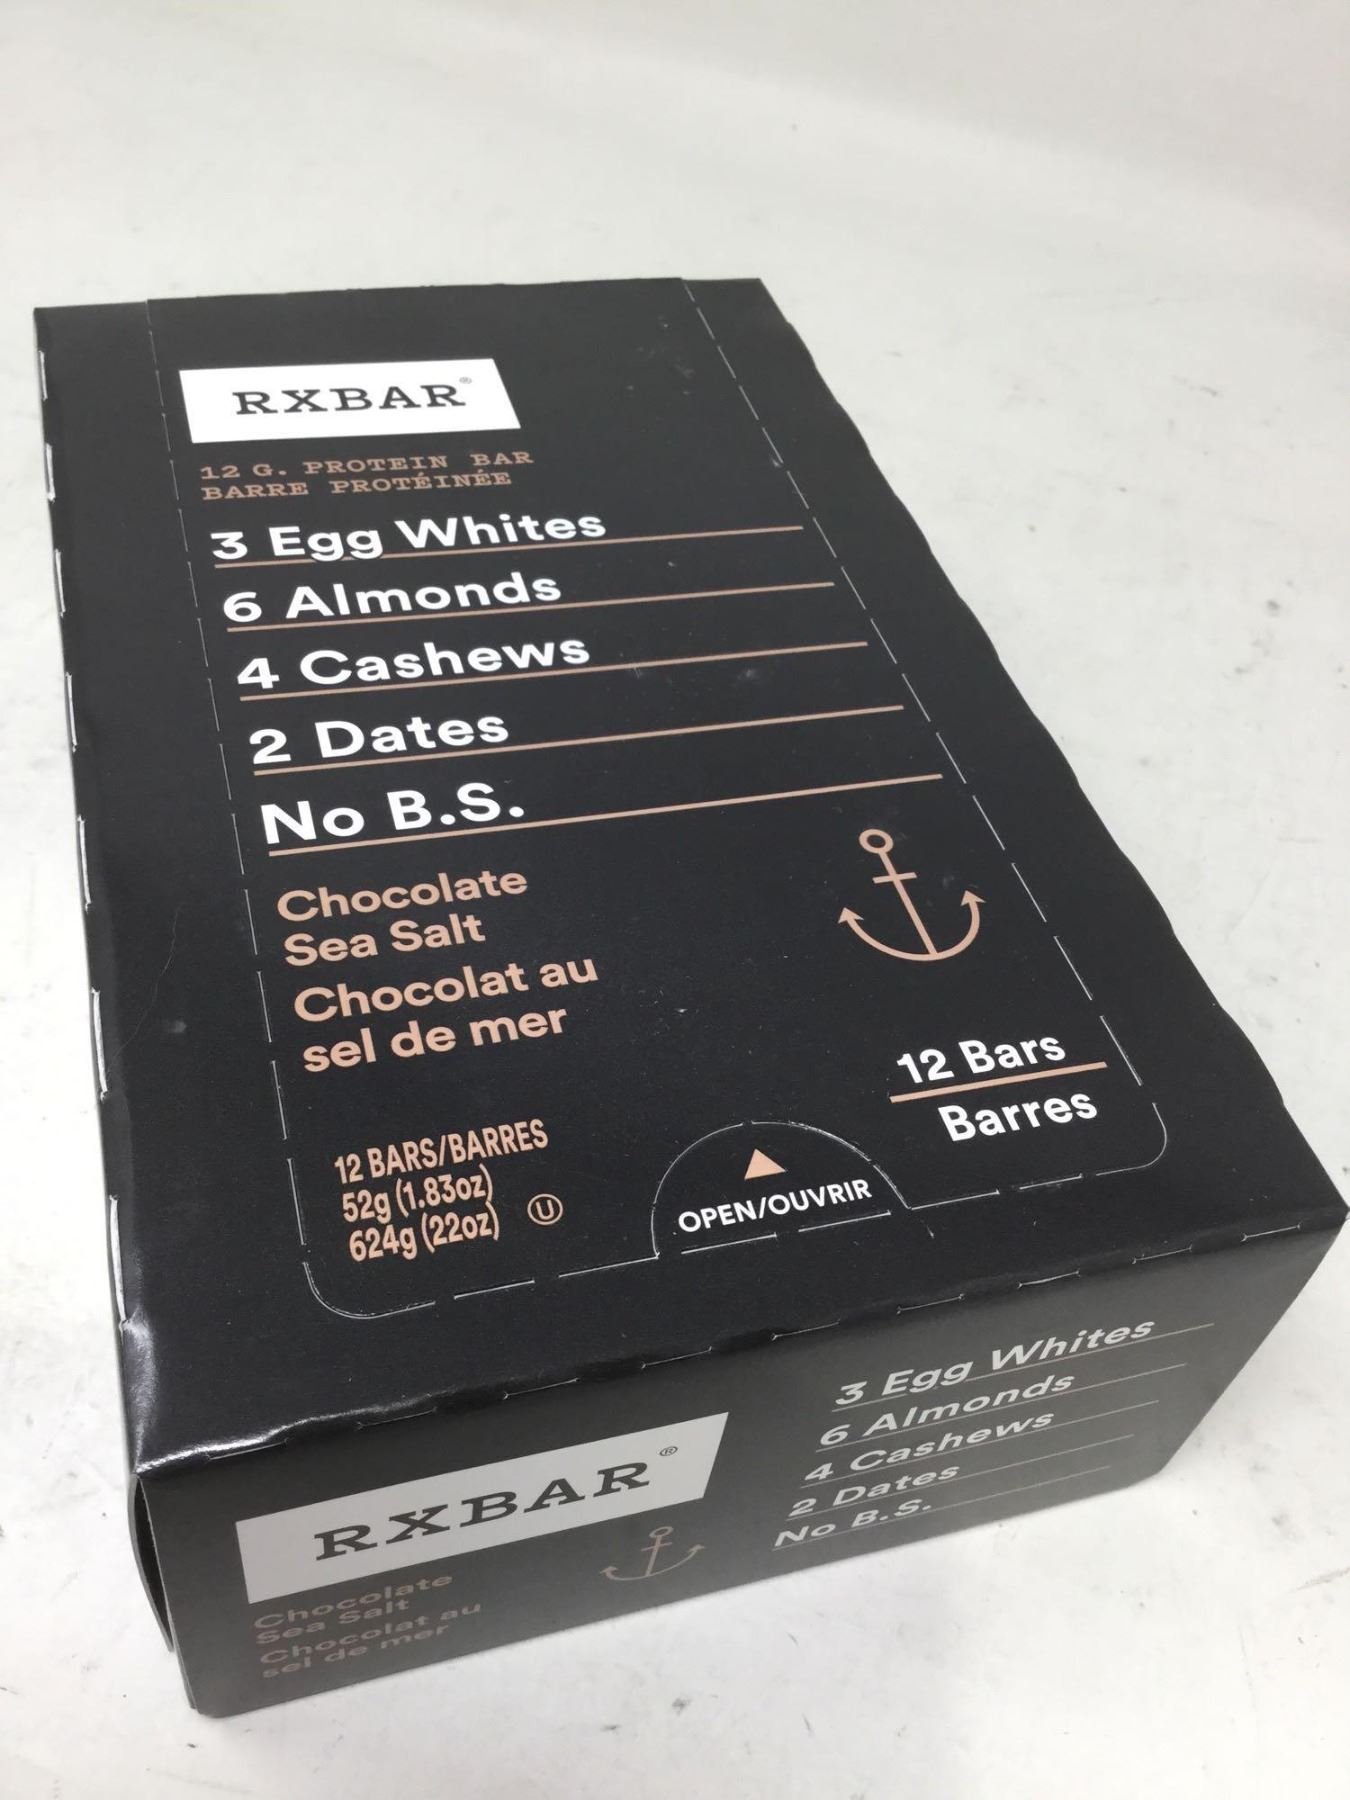 RXBAR®
12 G. PROTEIN BAR
BARRE PROTÉINÉE
3 Egg Whites
6 Almonds
4 Cashews
2 Dates
No B.S.
Chocolate
Sea Salt
Chocolat au
sel de mer
12 Bars
Barres
12 BARS/BARRES
52g (1.83oz)
624g (22oz)
U
OPEN/OUVRIR
RXBAR®
Chocolate
Sea Salt
Chocolat au
sel de mer
3 Egg Whites
6 Almonds
4 Cashews
2 Dates
No B.S.